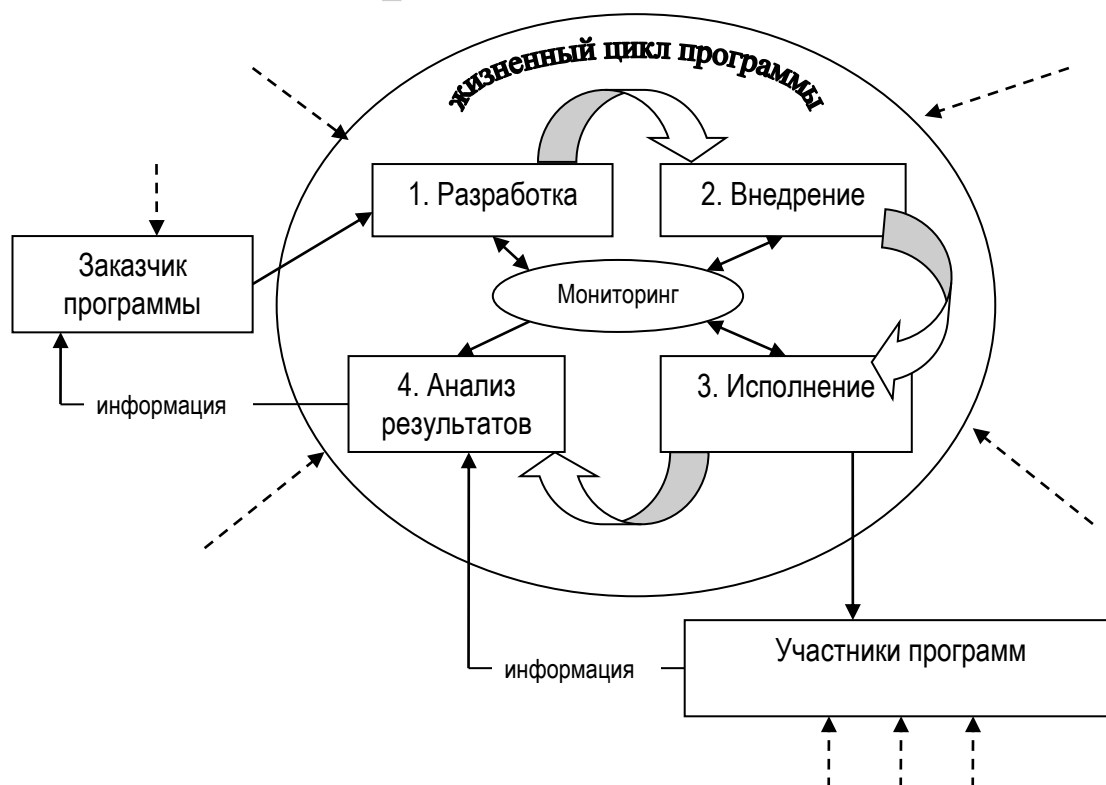 жизненный цикл программы
1. Разработка
2. Внедрение
Заказчик
программы
Мониторинг
4. Анализ
результатов
3. Исполнение
информация
Участники программ
информация